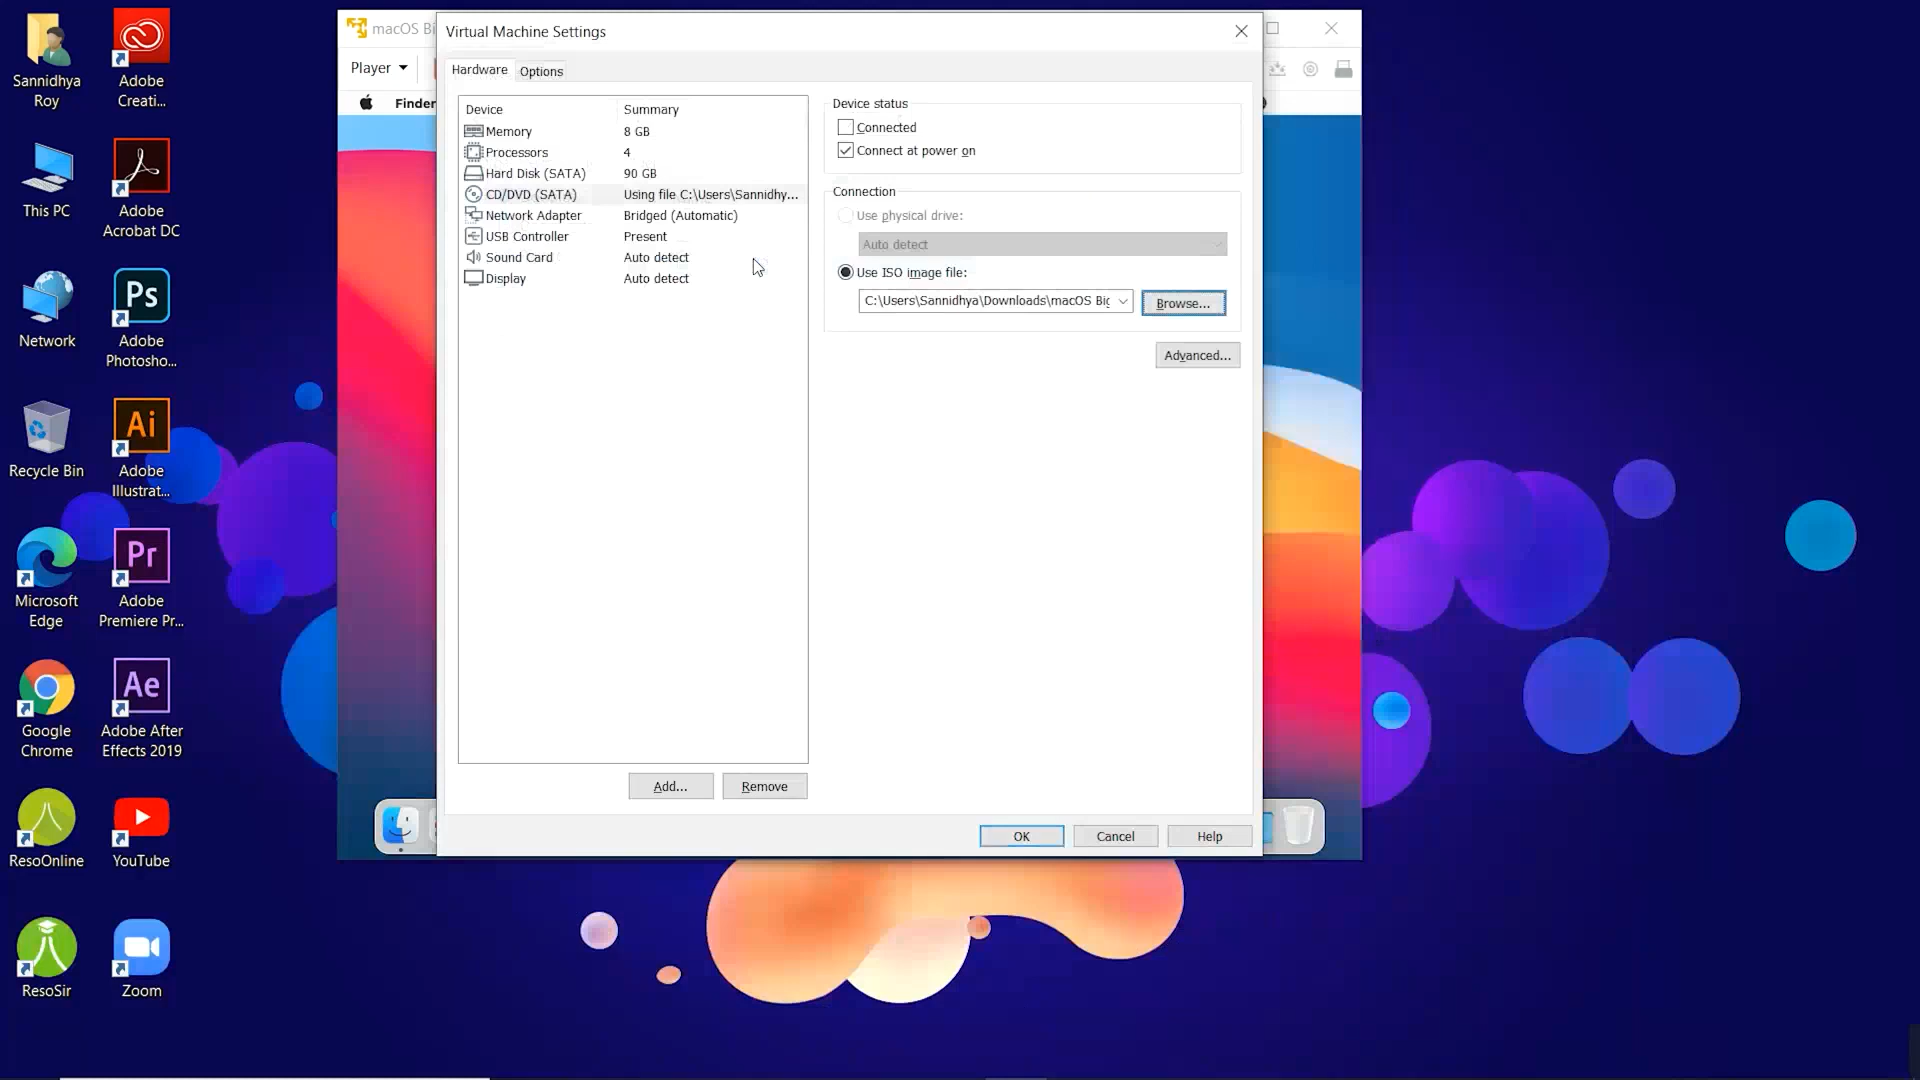 Sannidhya
Roy
Adobe
Creati...
This PC
Adobe
Acrobat DC
Network
Ps
Adobe
Photosho...
Recycle Bin
Ai
Adobe
Illustrat...
Microsoft
Edge
Pr
Adobe
Premiere Pr...
Google
Chrome
Ae
Adobe After
Effects 2019
ResoOnline
YouTube
ResoSir
Zoom
macOS Bi
Player
Finder
Virtual Machine Settings
Hardware
Options
Device Summary
Memory 8 GB
Processors 4
Hard Disk (SATA) 90 GB
CD/DVD (SATA) Using file C:\Users\Sannidhy...
Network Adapter Bridged (Automatic)
USB Controller Present
Sound Card Auto detect
Display Auto detect
Add...
Remove
Device status
Connected
Connect at power on
Connection
Use physical drive:
Auto detect
Use ISO image file:
C:\Users\Sannidhya\Downloads\macOS Big
Browse...
Advanced...
OK
Cancel
Help